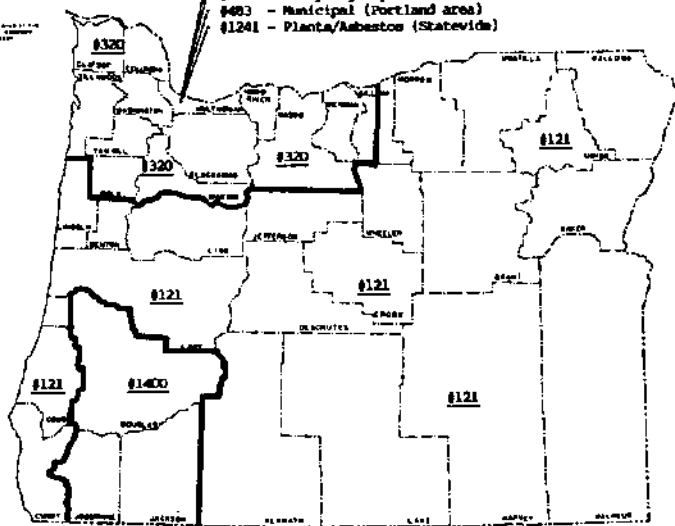 #483 - Municipal (Portland area)
#1241 - Plants/Asbestos (Statewide)
#320
CLATSOP
COLUMBIA
TILLAMOOK
WASHINGTON
MULTNOMAH
HOOD
RIVER
WASCO
SHERMAN
GILLIAM
MORROW
UMATILLA
WALLOWA
#121
UNION
YAMHILL
#320
CLACKAMAS
#320
MARION
POLK
LINCOLN
BENTON
LINN
JEFFERSON
WHEELER
BAKER
GRANT
#121
#121
CROOK
DESCHUTES
LANE
#121
#1400
#121
COOS
DOUGLAS
CURRY
JOSEPHINE
JACKSON
KLAMATH
LAKE
HARNEY
MALHEUR